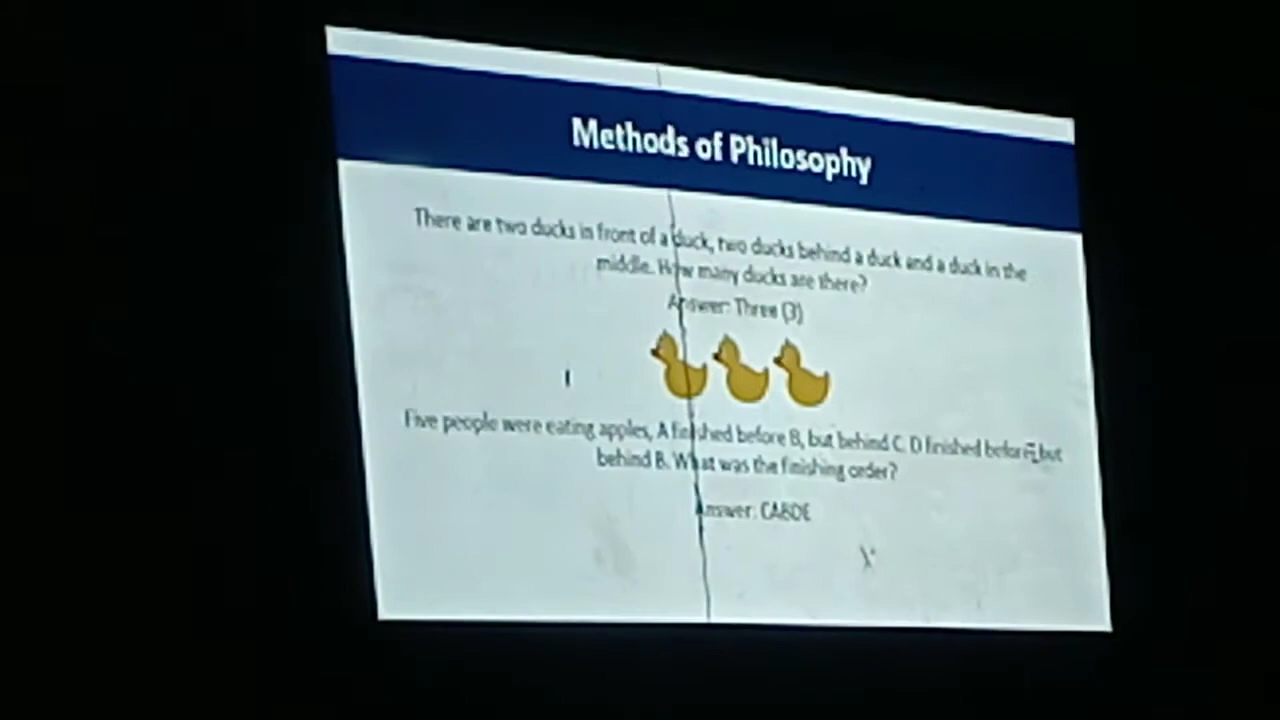 Methods of Philosophy
There are two ducks in front of a duck, two ducks behind a duck and a duck in the
middle. How many ducks are there?
Answer: Three (3)
Five people were eating apples, A finished before B, but behind C. D finished before but
behind B. What was the finishing order?
Answer: CABDE